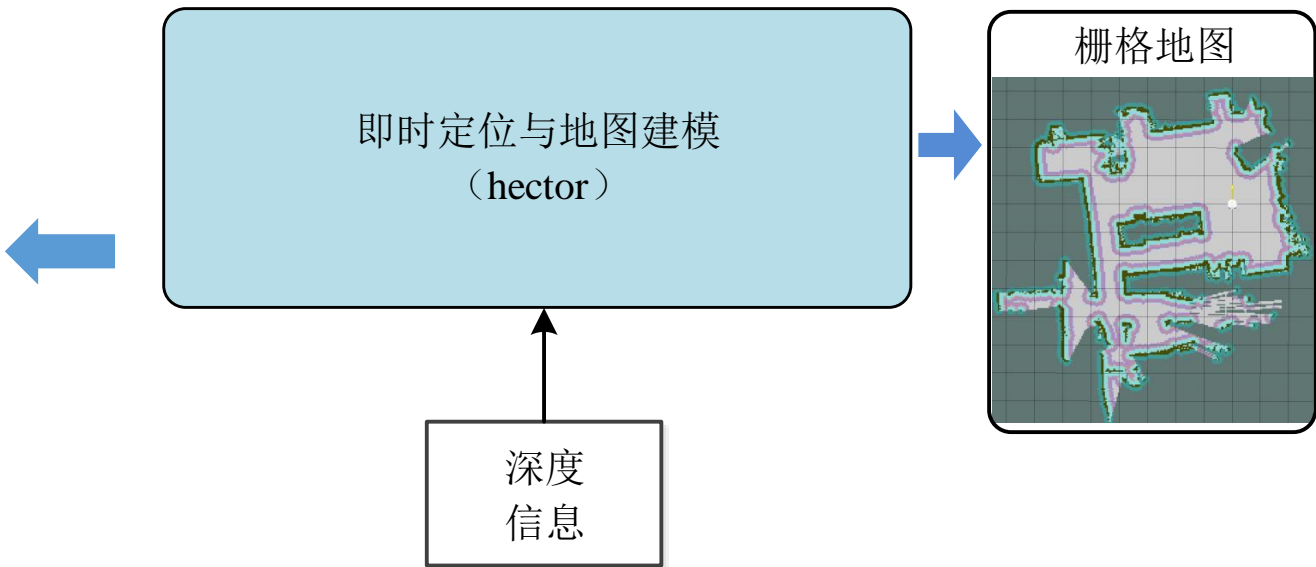 栅格地图
即时定位与地图建模
（hector）
深度
信息